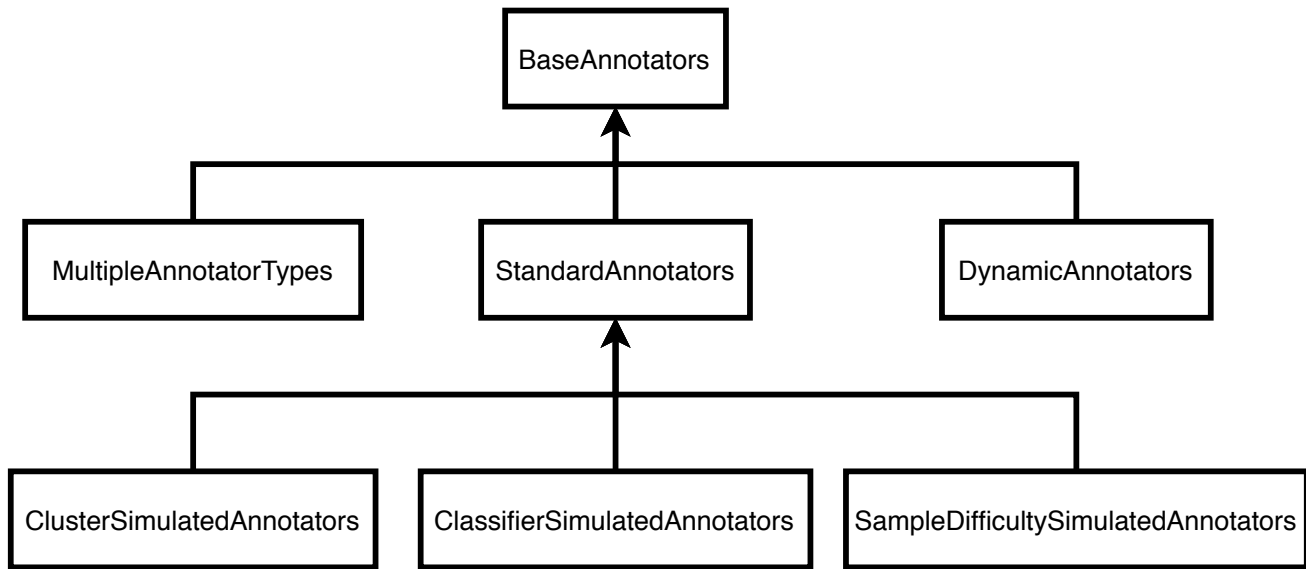 BaseAnnotators
MultipleAnnotatorTypes
StandardAnnotators
DynamicAnnotators
ClusterSimulatedAnnotators
ClassifierSimulatedAnnotators
SampleDifficultySimulatedAnnotators